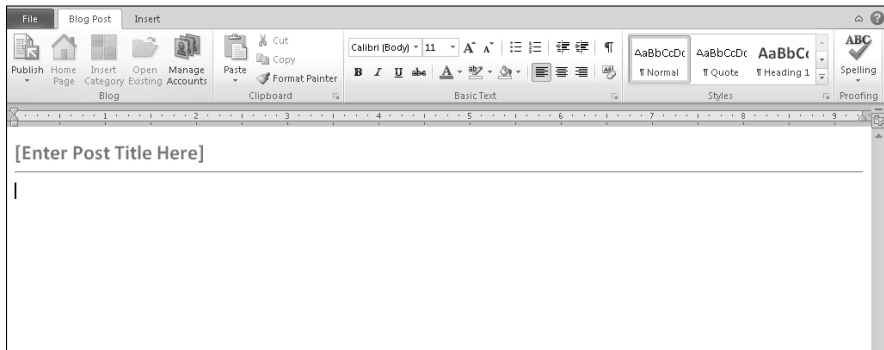 File Blog Post Insert
Publish Home Page Insert Category Open Existing Manage Accounts
Blog
Paste Cut
Copy
Format Painter
Clipboard
Calibri (Body) 11 A A
B I U abc A aby
Basic Text
AaBbCcDc AaBbCcDc AaBbCc
¶ Normal ¶ Quote ¶ Heading 1
Styles
ABC
Spelling
Proofing
1 2 3 4 5 6 7 8 9
[Enter Post Title Here]